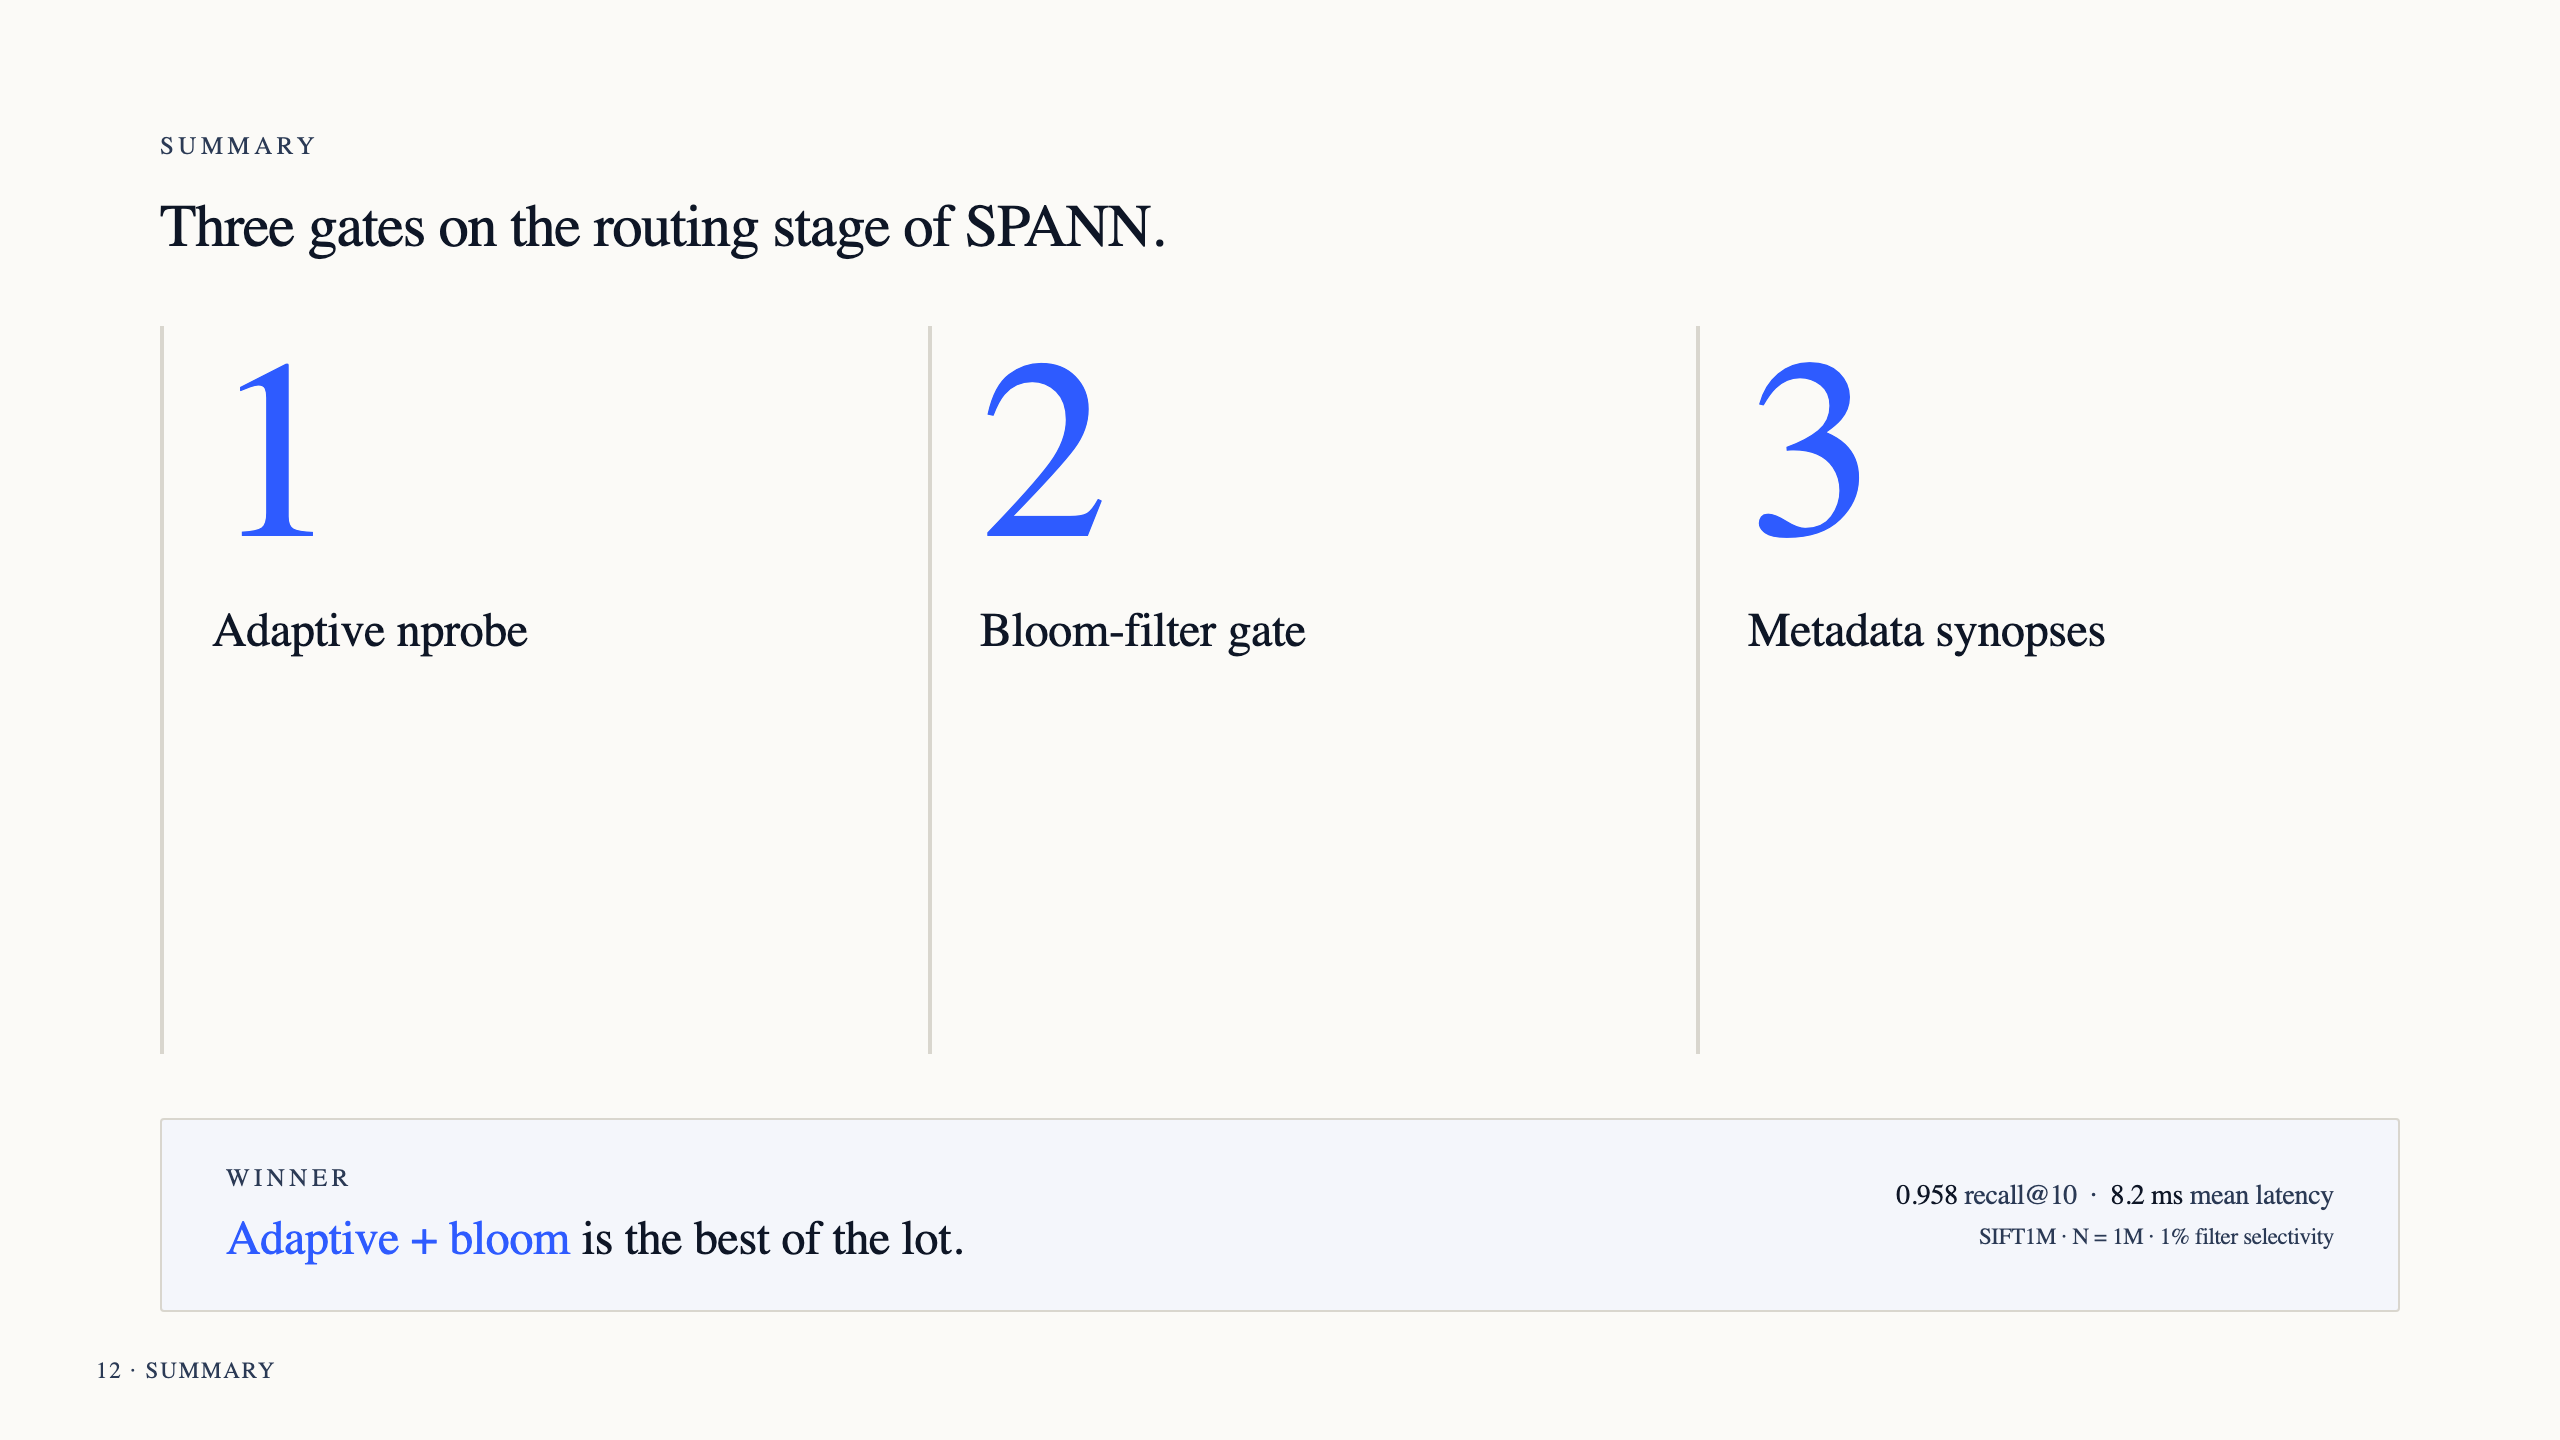 SUMMARY
Three gates on the routing stage of SPANN.
1
Adaptive nprobe
2
Bloom-filter gate
3
Metadata synopses
WINNER
Adaptive + bloom is the best of the lot.
0.958 recall@10 · 8.2 ms mean latency
SIFT1M · N = 1M · 1% filter selectivity
12 · SUMMARY